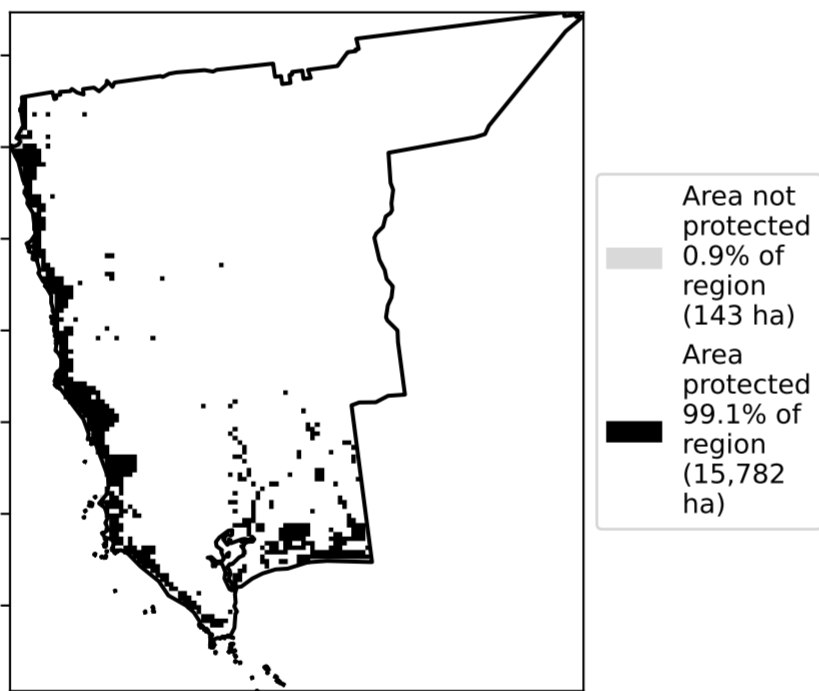 Area not
protected
0.9% of
region
(143 ha)
Area
protected
99.1% of
region
(15,782
ha)